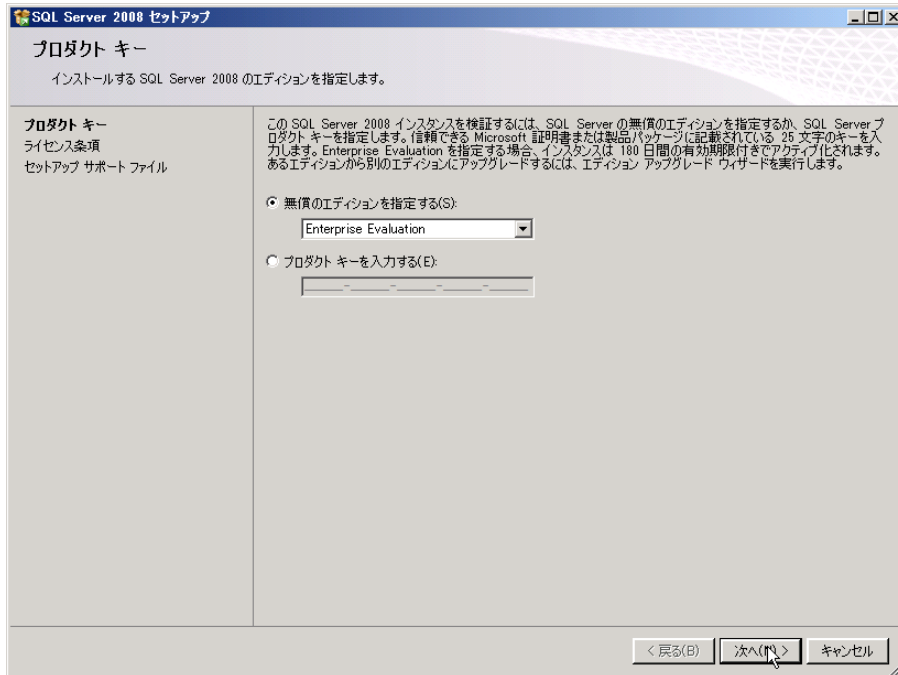 SQL Server 2008 セットアップ
プロダクト キー
インストールする SQL Server 2008 のエディションを指定します。
プロダクト キー
ライセンス条項
セットアップ サポート ファイル
この SQL Server 2008 インスタンスを検証するには、SQL Server の無償のエディションを指定するか、SQL Server プ
ロダクト キーを指定します。信頼できる Microsoft 証明書または製品パッケージに記載されている 25 文字のキーを入
力します。Enterprise Evaluation を指定する場合、インスタンスは 180 日間の有効期限付きでアクティブ化されます。
あるエディションから別のエディションにアップグレードするには、エディション アップグレード ウィザードを実行します。
無償のエディションを指定する(S):
Enterprise Evaluation
プロダクト キーを入力する(E):
_____-_____-_____-_____-_____
< 戻る(B)
次へ(N) >
キャンセル